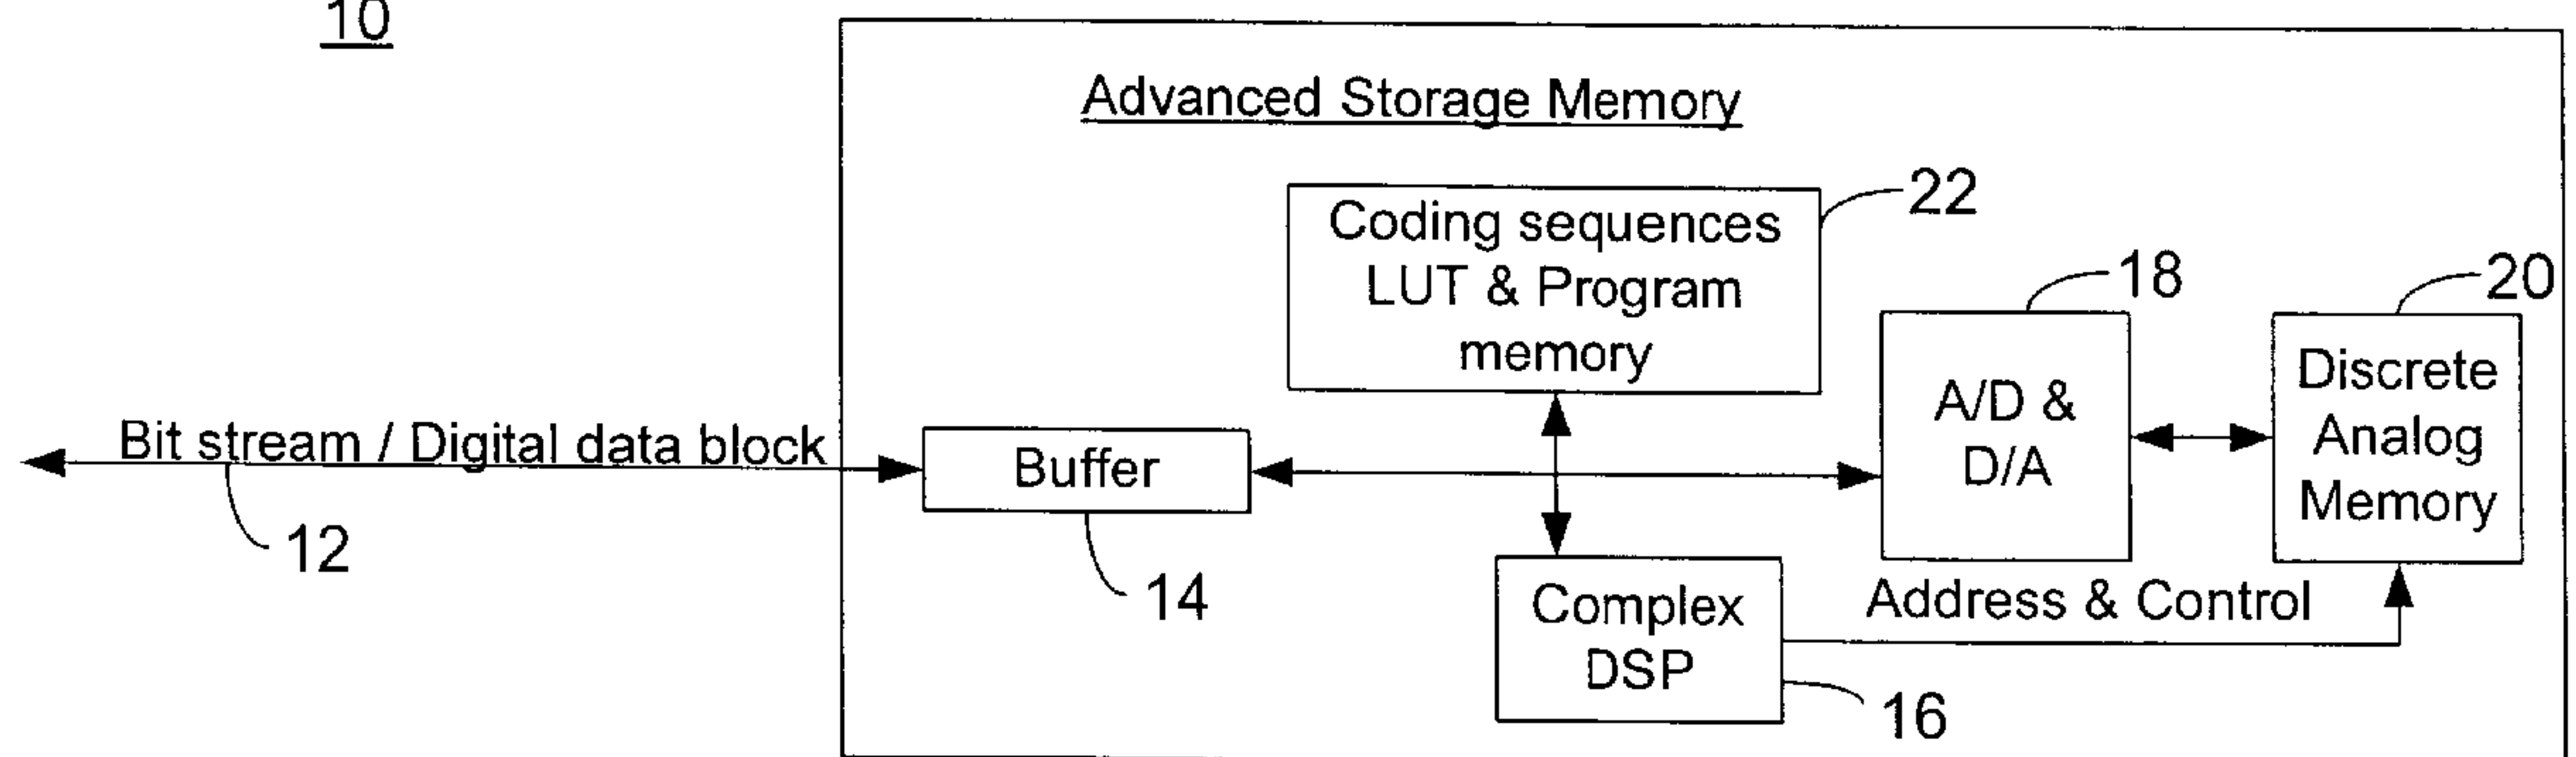 10
Advanced Storage Memory
22
Coding sequences
LUT & Program
memory
18
20
A/D &
D/A
Discrete
Analog
Memory
Bit stream / Digital data block
12
Buffer
14
Complex
DSP
16
Address & Control